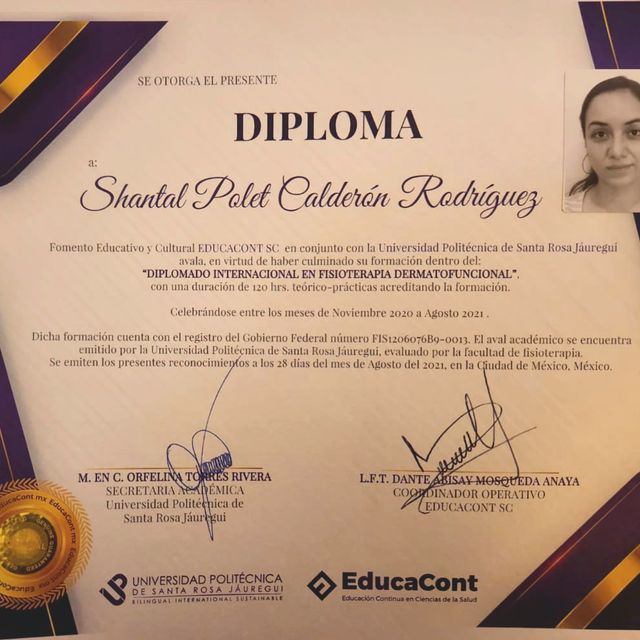 SE OTORGA EL PRESENTE
DIPLOMA
a:
Shantal Polet Calderón Rodríguez
Fomento Educativo y Cultural EDUCACONT SC en conjunto con la Universidad Politécnica de Santa Rosa Jáuregui
avala, en virtud de haber culminado su formación dentro del:
“DIPLOMADO INTERNACIONAL EN FISIOTERAPIA DERMATOFUNCIONAL”,
con una duración de 120 hrs. teórico-prácticas acreditando la formación.
Celebrándose entre los meses de Noviembre 2020 a Agosto 2021 .
Dicha formación cuenta con el registro del Gobierno Federal número FIS1206076B9-0013. El aval académico se encuentra
emitido por la Universidad Politécnica de Santa Rosa Jáuregui, evaluado por la facultad de fisioterapia.
Se emiten los presentes reconocimientos a los 28 días del mes de Agosto del 2021, en la Ciudad de México, México.
M. EN C. ORFELINA TORRES RIVERA
SECRETARIA ACADÉMICA
Universidad Politécnica de
Santa Rosa Jáuregui
L.F.T. DANTE ABISAY MOSQUEDA ANAYA
COORDINADOR OPERATIVO
EDUCACONT SC
EducaCont mx EducaCont.mx
UNIVERSIDAD POLITÉCNICA
DE SANTA ROSA JÁUREGUI
BILINGUAL INTERNATIONAL SUSTAINABLE
EducaCont
Educación Continua en Ciencias de la Salud